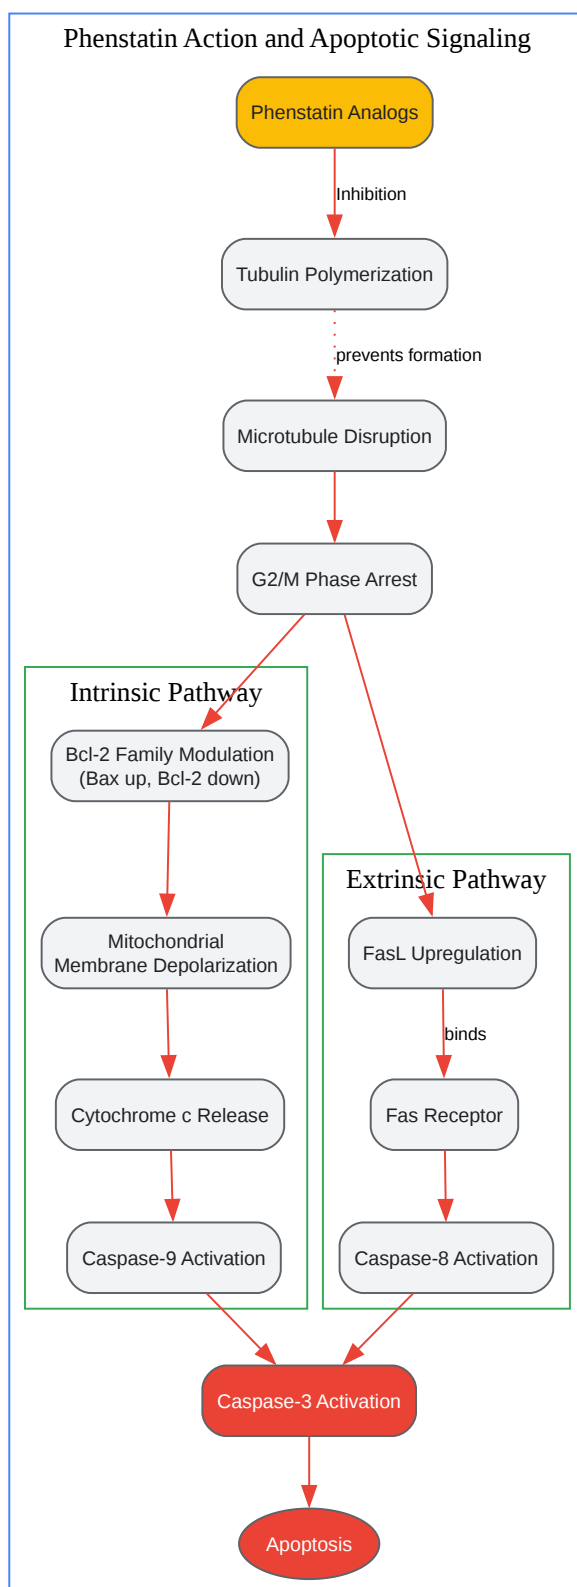 Phenstatin Action and Apoptotic Signaling
Phenstatin Analogs
Inhibition
Tubulin Polymerization
prevents formation
Microtubule Disruption
G2/M Phase Arrest
Intrinsic Pathway
Bcl-2 Family Modulation
(Bax up, Bcl-2 down)
Mitochondrial
Membrane Depolarization
Cytochrome c Release
Caspase-9 Activation
Extrinsic Pathway
FasL Upregulation
binds
Fas Receptor
Caspase-8 Activation
Caspase-3 Activation
Apoptosis